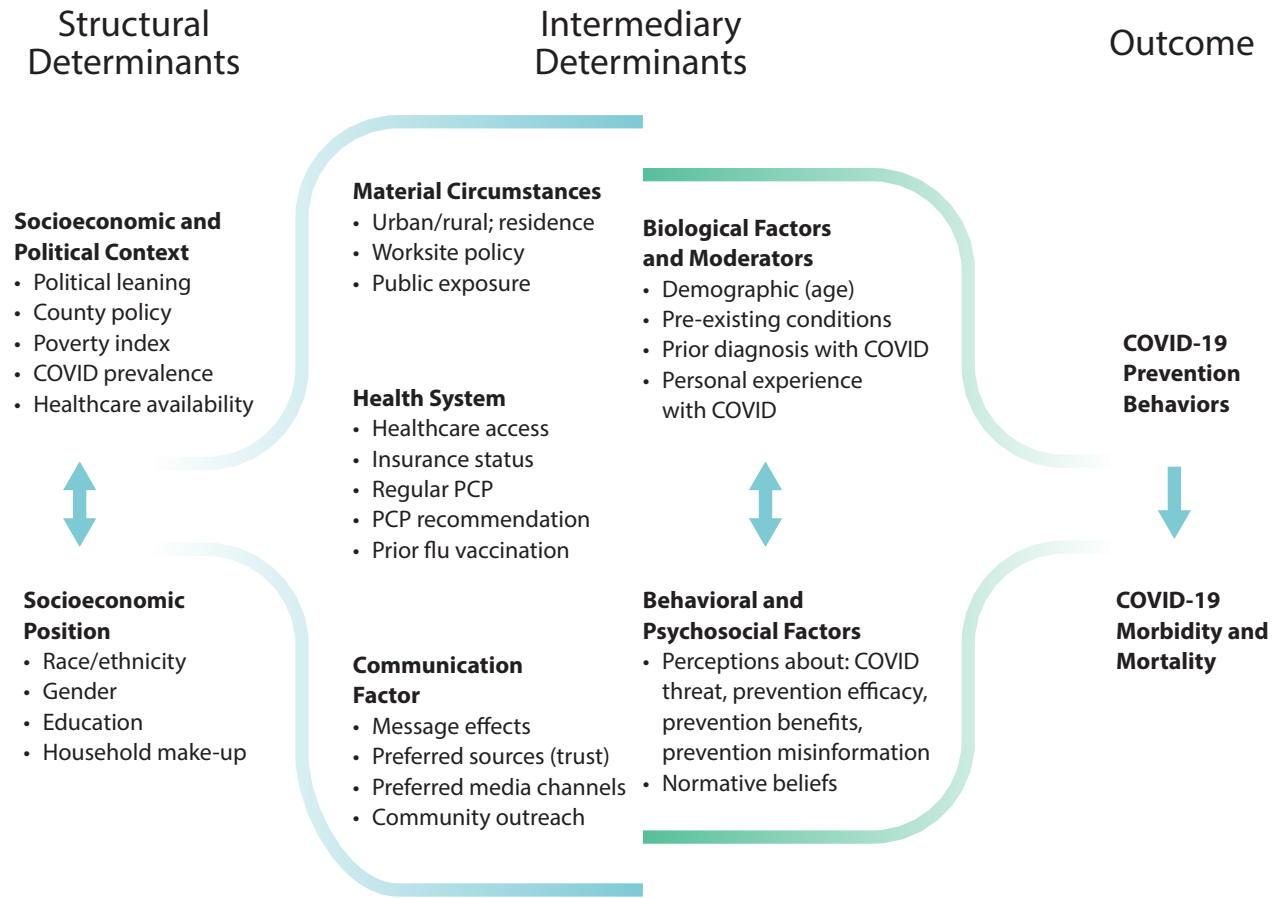 Structural
Determinants
Intermediary
Determinants
Outcome
Socioeconomic and
Political Context
• Political leaning
• County policy
• Poverty index
• COVID prevalence
• Healthcare availability
Socioeconomic
Position
• Race/ethnicity
• Gender
• Education
• Household make-up
Material Circumstances
• Urban/rural; residence
• Worksite policy
• Public exposure
Health System
• Healthcare access
• Insurance status
• Regular PCP
• PCP recommendation
• Prior flu vaccination
Communication
Factor
• Message effects
• Preferred sources (trust)
• Preferred media channels
• Community outreach
Biological Factors
and Moderators
• Demographic (age)
• Pre-existing conditions
• Prior diagnosis with COVID
• Personal experience
with COVID
Behavioral and
Psychosocial Factors
• Perceptions about: COVID
threat, prevention efficacy,
prevention benefits,
prevention misinformation
• Normative beliefs
COVID-19
Prevention
Behaviors
COVID-19
Morbidity and
Mortality